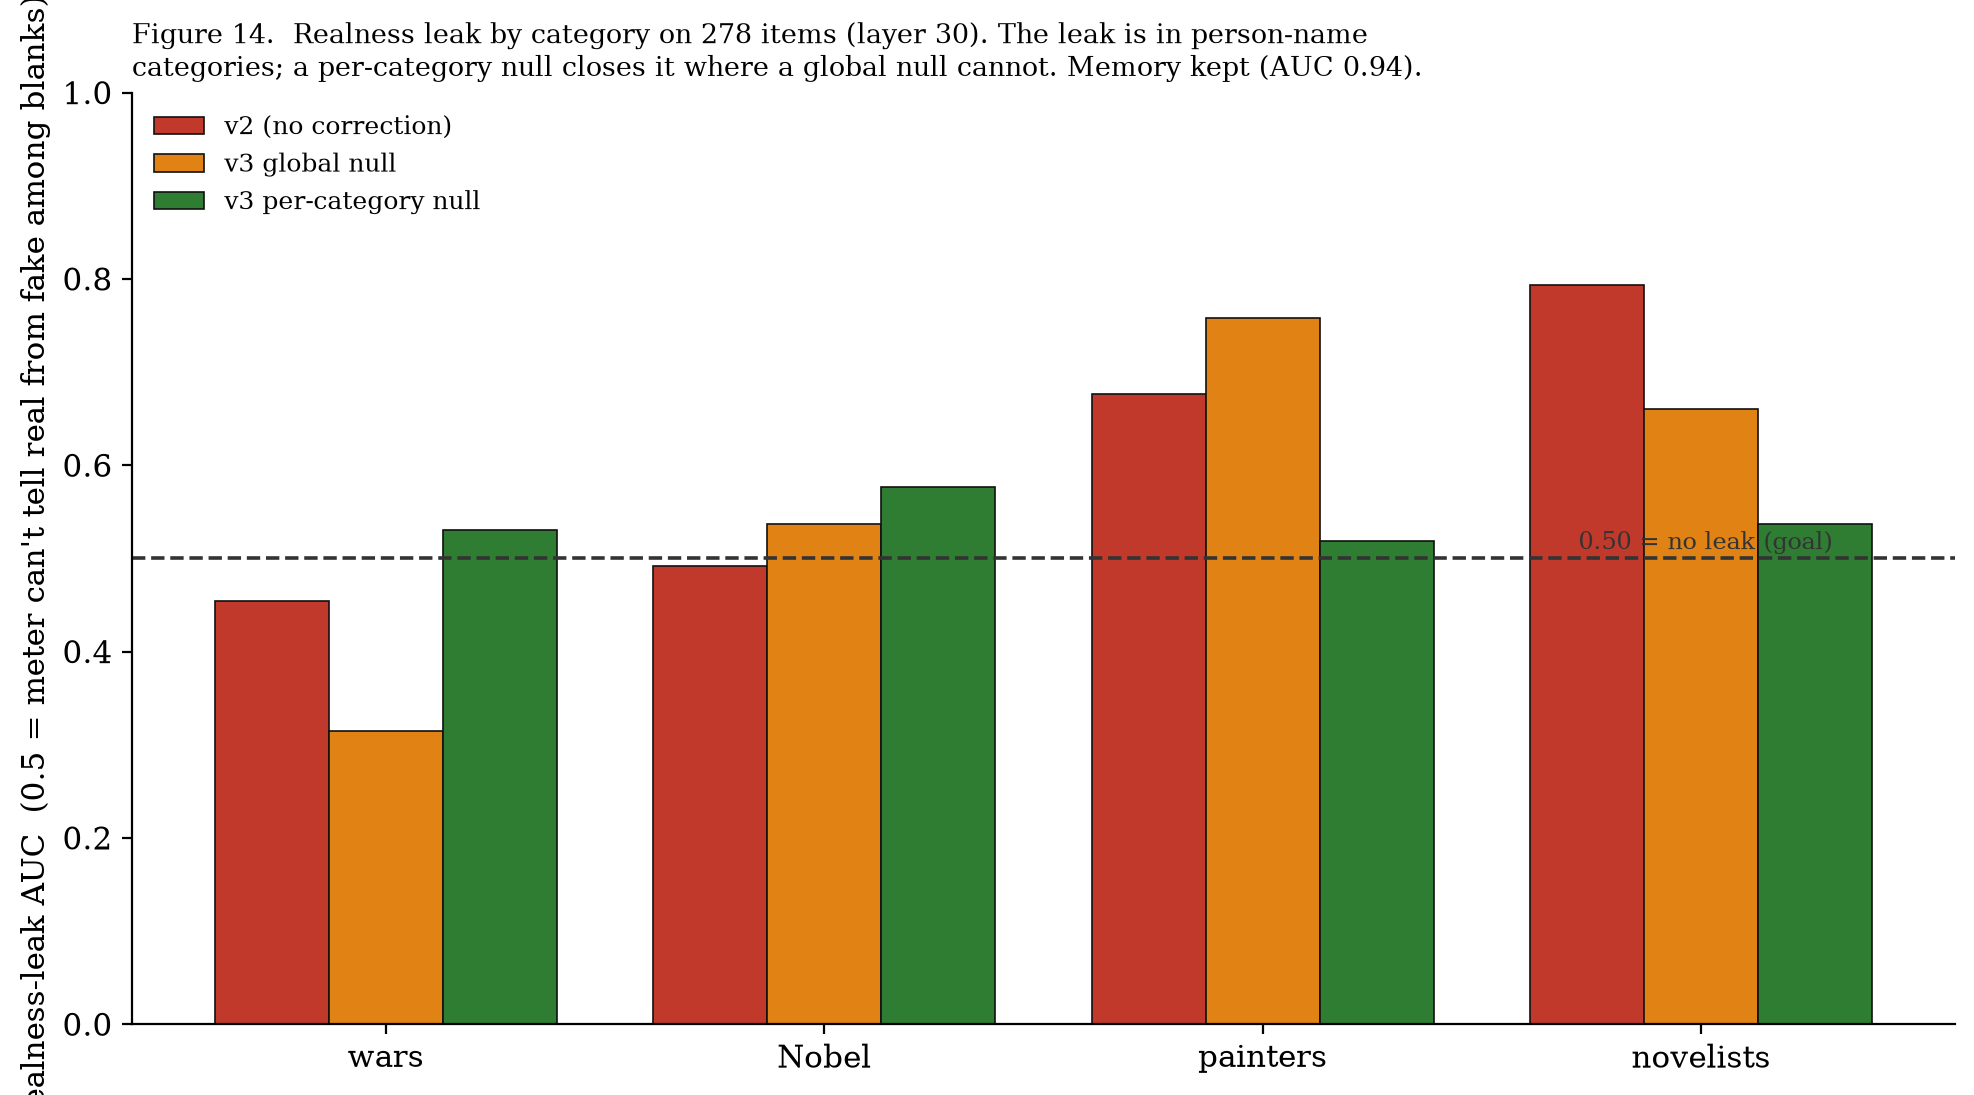 Figure 14.  Realness leak by category on 278 items (layer 30). The leak is in person-name
categories; a per-category null closes it where a global null cannot. Memory kept (AUC 0.94).
ealness-leak AUC  (0.5 = meter can't tell real from fake among blanks)
1.0
0.8
0.6
0.4
0.2
0.0
v2 (no correction)
v3 global null
v3 per-category null
0.50 = no leak (goal)
wars
Nobel
painters
novelists